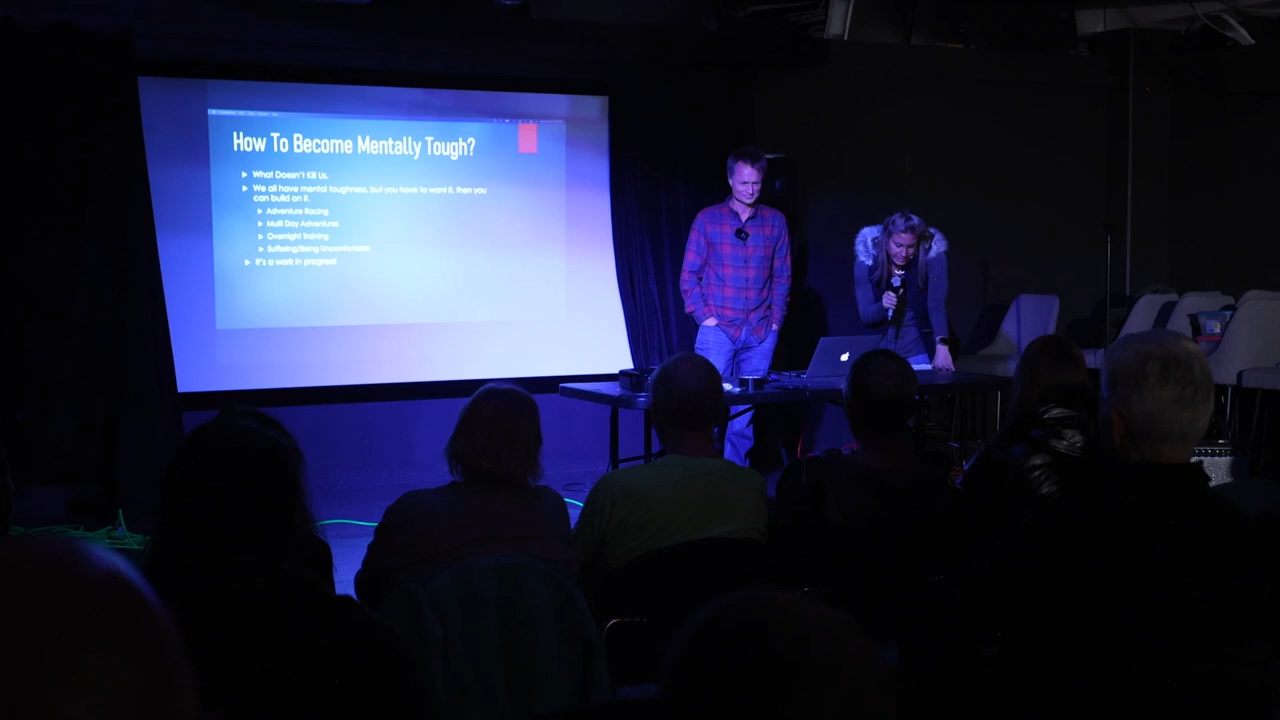 How To Become Mentally Tough?
What Doesn't Kill Us.
We all have mental toughness, but you have to want it, then you
can build on it.
Adventure Racing
Multi Day Adventures
Overnight Training
Suffering/Being Uncomfortable
It's a work in progress!